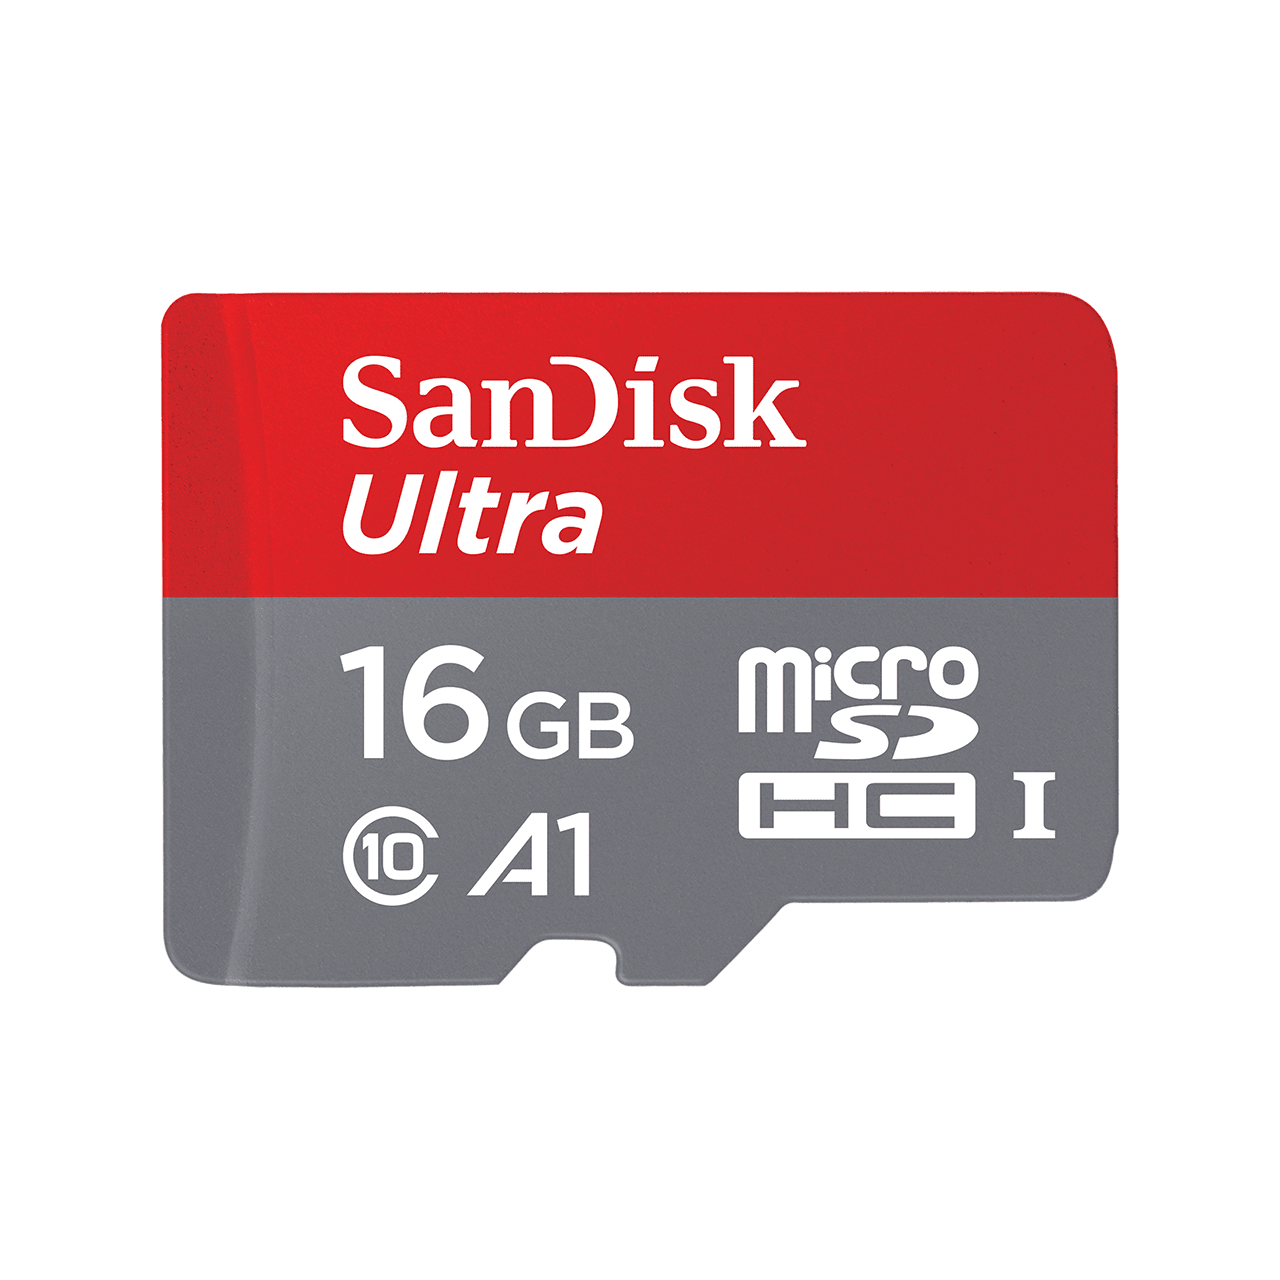 SanDisk
Ultra
16 GB
micro
SD
HC I
10 A1